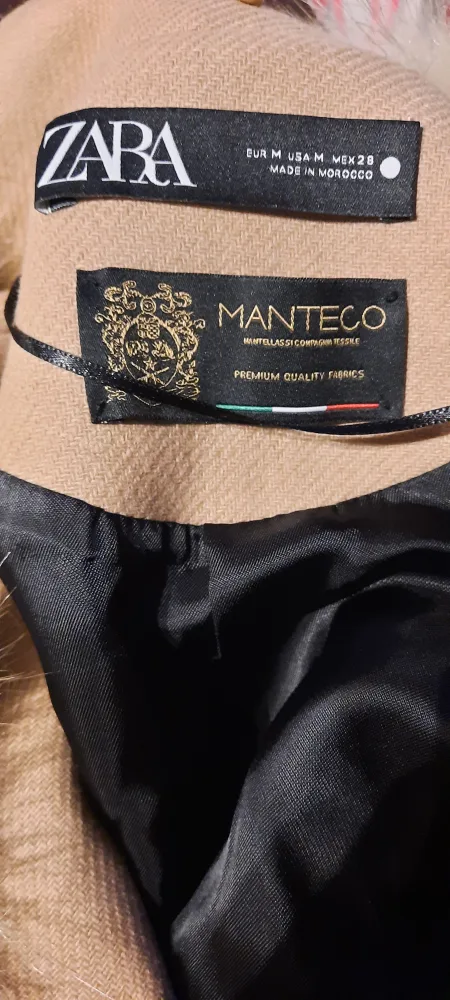 ZARA
EUR M USA M MEX 28
MADE IN MOROCCO
MANTECO
MANTELLASSI COMPAGNIA TESSILE
PREMIUM QUALITY FABRICS